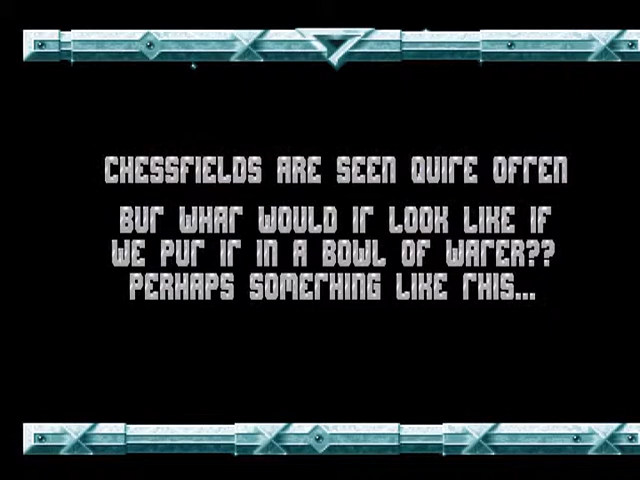 CHESSFIELDS ARE SEEN QUITE OFTEN
BUT WHAT WOULD IT LOOK LIKE IF
WE PUT IT IN A BOWL OF WATER??
PERHAPS SOMETHING LIKE THIS...